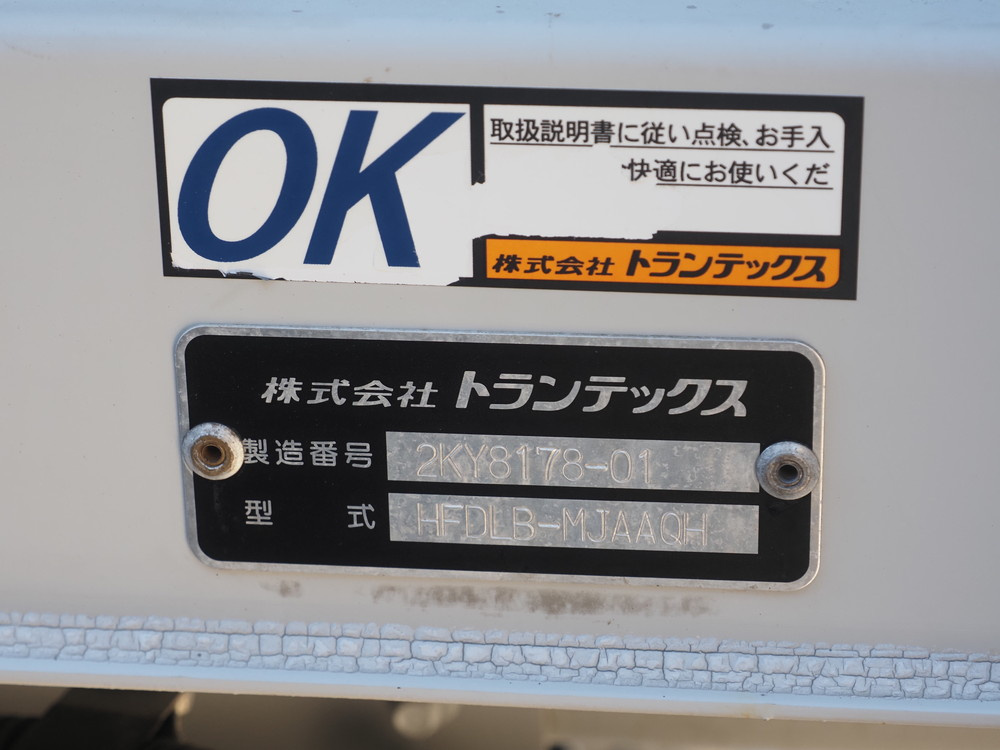 OK
取扱説明書に従い点検、お手入
快適にお使いくだ
株式会社 トランテックス
株式会社 トランテックス
製造番号 2KY8178-01
型 式 HFDLB-MJAAQH